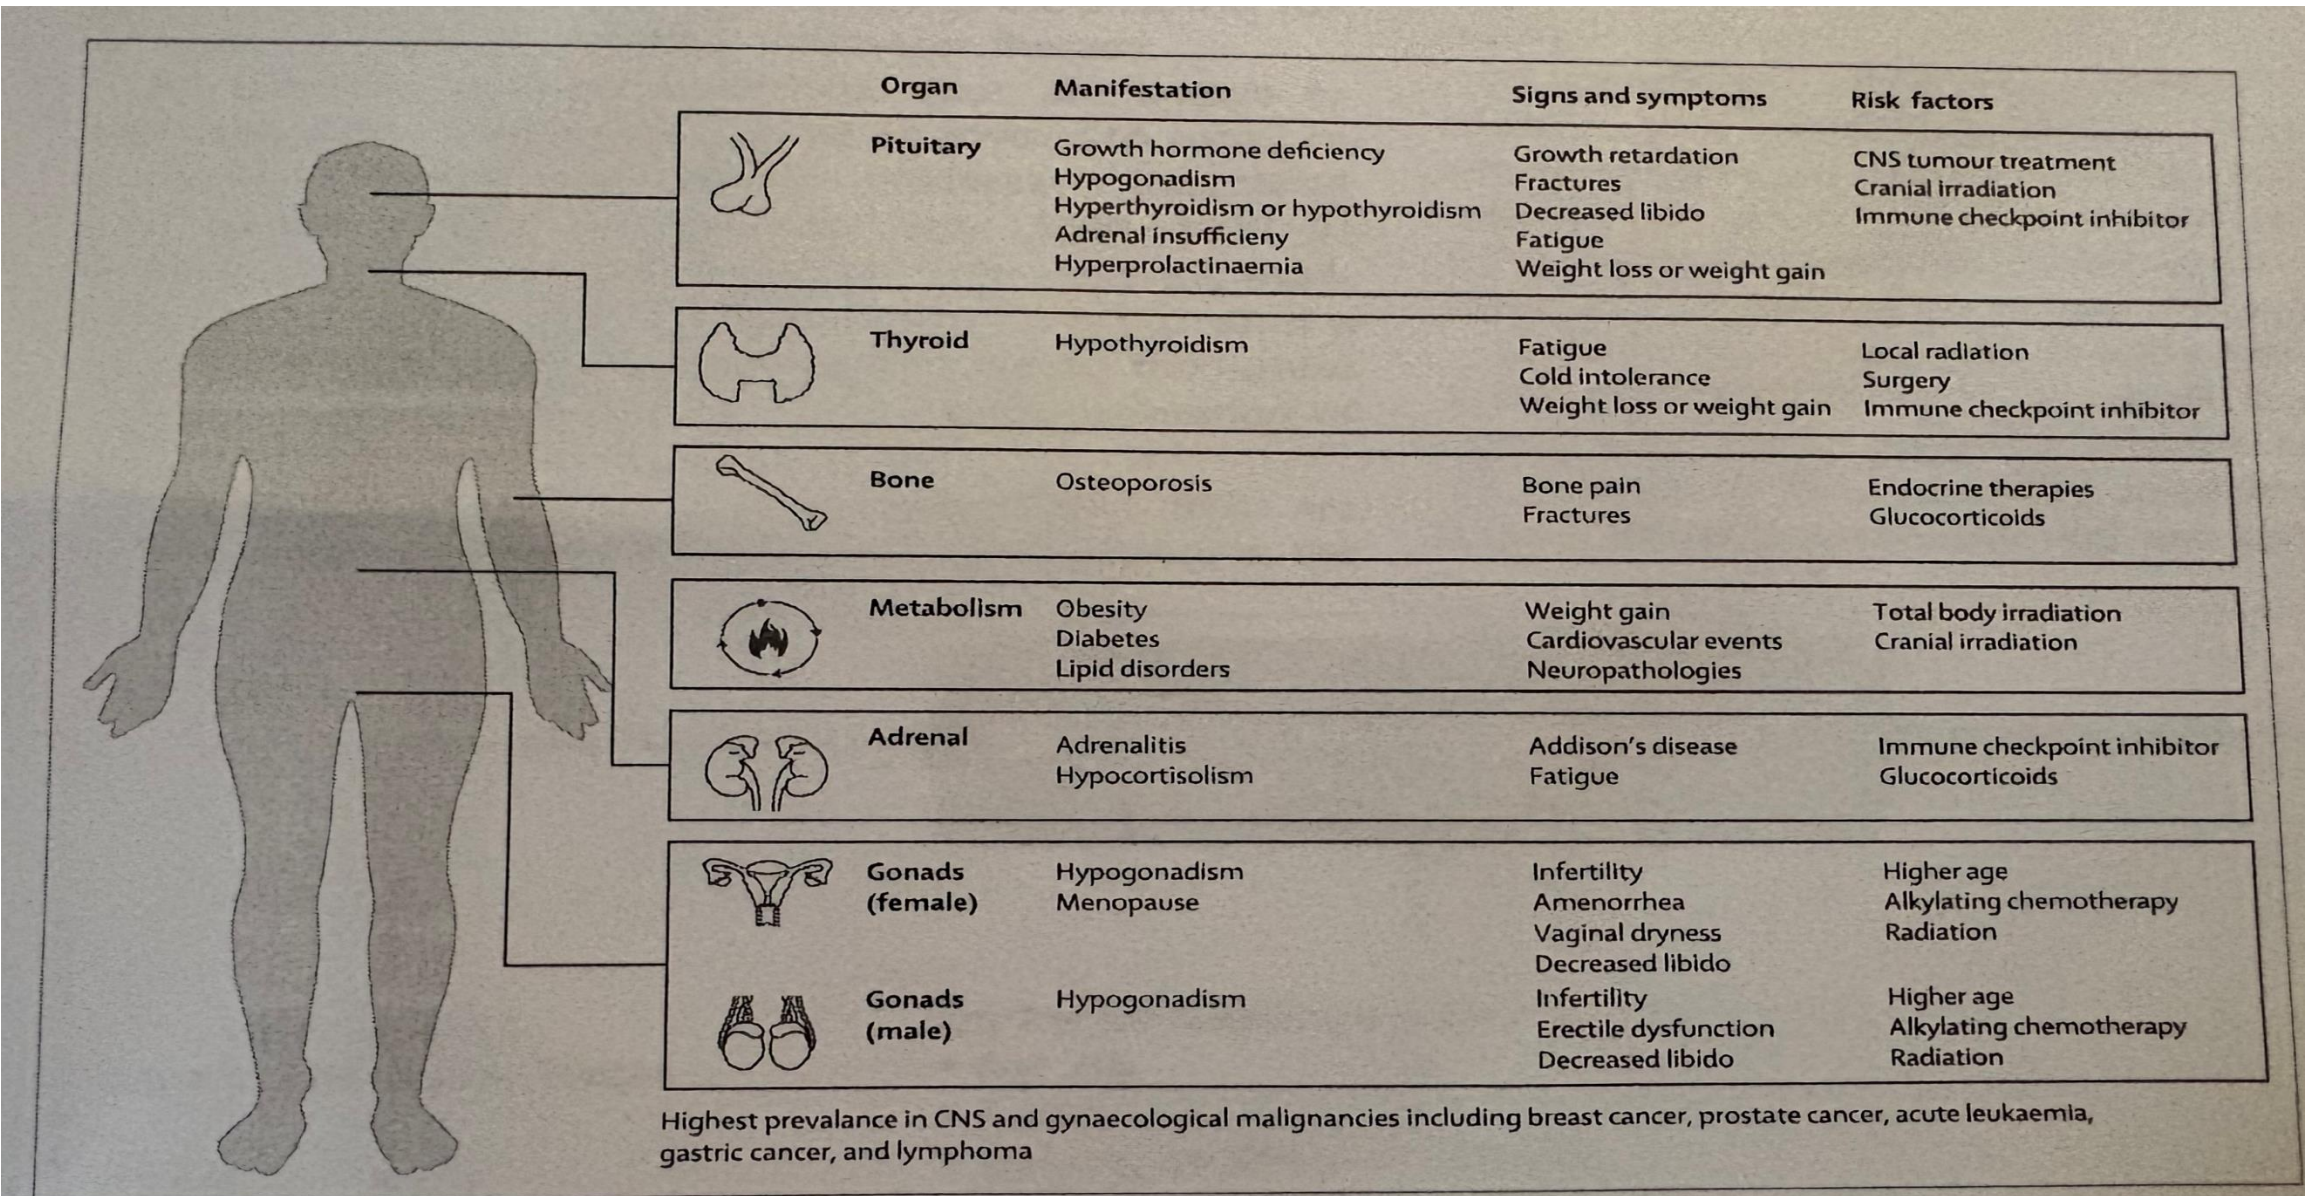 Organ Manifestation Signs and symptoms Risk factors
Pituitary Growth hormone deficiency Growth retardation CNS tumour treatment
Hypogonadism Fractures Cranial irradiation
Hyperthyroidism or hypothyroidism Decreased libido Immune checkpoint inhibitor
Adrenal insufficieny Fatigue
Hyperprolactinaemia Weight loss or weight gain
Thyroid Hypothyroidism Fatigue Local radiation
Cold intolerance Surgery
Weight loss or weight gain Immune checkpoint inhibitor
Bone Osteoporosis Bone pain Endocrine therapies
Fractures Glucocorticoids
Metabolism Obesity Weight gain Total body irradiation
Diabetes Cardiovascular events Cranial irradiation
Lipid disorders Neuropathologies
Adrenal Adrenalitis Addison's disease Immune checkpoint inhibitor
Hypocortisolism Fatigue Glucocorticoids
Gonads Hypogonadism Infertility Higher age
(female) Menopause Amenorrhea Alkylating chemotherapy
Vaginal dryness Radiation
Decreased libido
Gonads Hypogonadism Infertility Higher age
(male) Erectile dysfunction Alkylating chemotherapy
Decreased libido Radiation
Highest prevalance in CNS and gynaecological malignancies including breast cancer, prostate cancer, acute leukaemia,
gastric cancer, and lymphoma